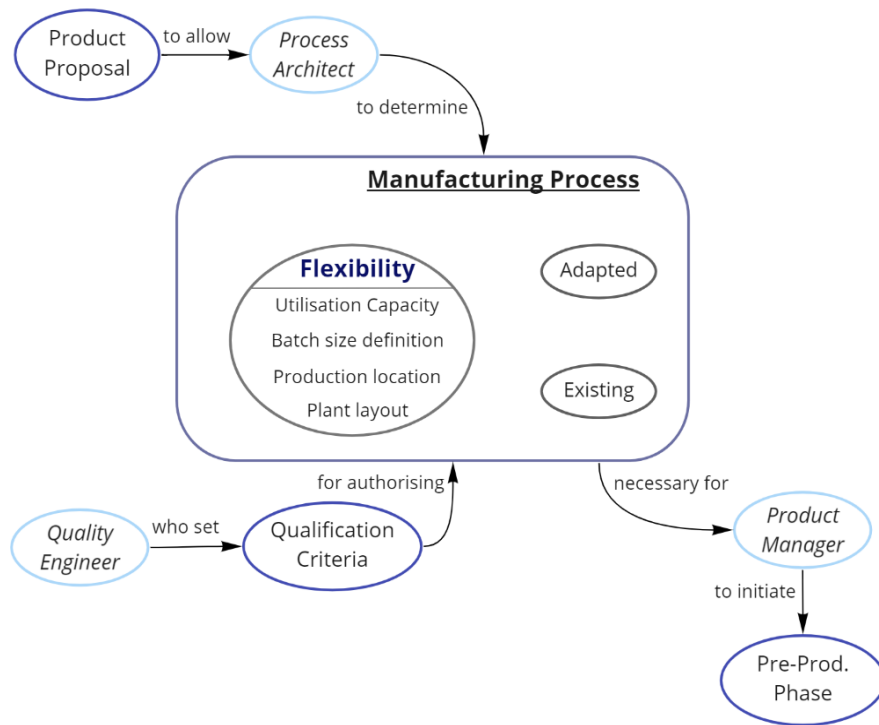 Product
Proposal
to allow
Process
Architect
to determine
Manufacturing Process
Flexibility
Utilisation Capacity
Batch size definition
Production location
Plant layout
Adapted
Existing
for authorising
necessary for
Quality
Engineer
who set
Qualification
Criteria
Product
Manager
to initiate
Pre-Prod.
Phase